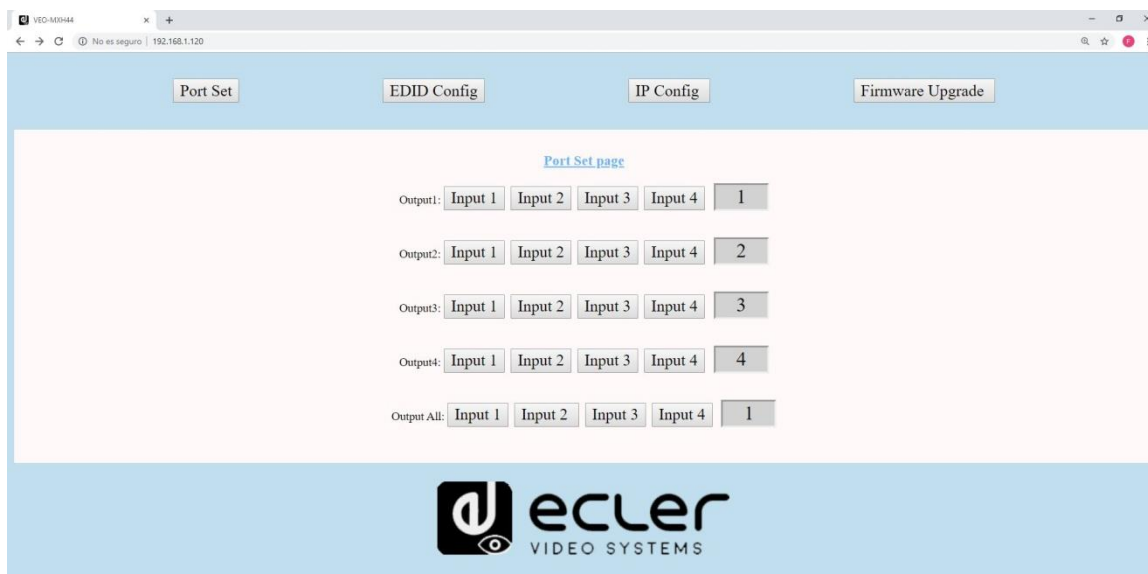 VEO-MXH44
No es seguro | 192.168.1.120
Port Set EDID Config IP Config Firmware Upgrade
Port Set page
Output1: Input 1 Input 2 Input 3 Input 4 1
Output2: Input 1 Input 2 Input 3 Input 4 2
Output3: Input 1 Input 2 Input 3 Input 4 3
Output4: Input 1 Input 2 Input 3 Input 4 4
Output All: Input 1 Input 2 Input 3 Input 4 1
ecler
VIDEO SYSTEMS